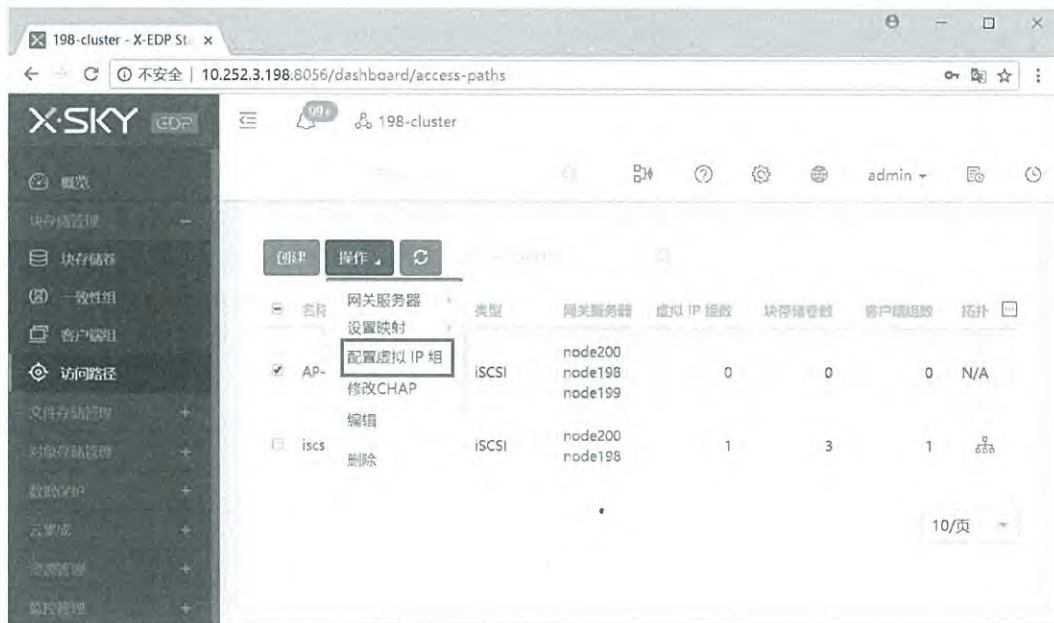 198-cluster - X-EDP St
不安全 | 10.252.3.198:8056/dashboard/access-paths
X·SKY EDP
99+
198-cluster
概览
admin
块存储管理
块存储卷
一致性组
客户端组
访问路径
文件存储管理
对象存储管理
数据保护
云集成
资源管理
监控管理
创建 操作
网关服务器
设置映射
配置虚拟 IP 组
修改CHAP
编辑
删除
名称 类型 网关服务器 虚拟 IP 组数 块存储卷数 客户端组数 拓扑
AP- iSCSI node200 node198 node199 0 0 0 N/A
iscs iSCSI node200 node198 1 3 1
10/页